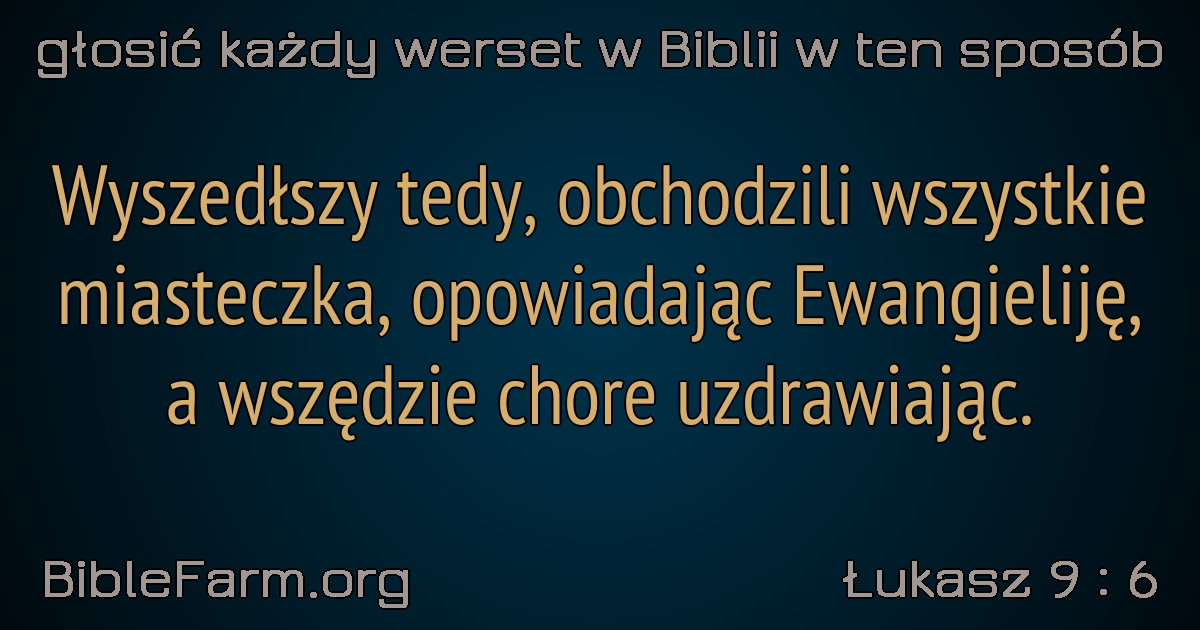 głosić każdy werset w Biblii w ten sposób
Wyszedłszy tedy, obchodzili wszystkie
miasteczka, opowiadając Ewangieliję,
a wszędzie chore uzdrawiając.
BibleFarm.org
Łukasz 9 : 6